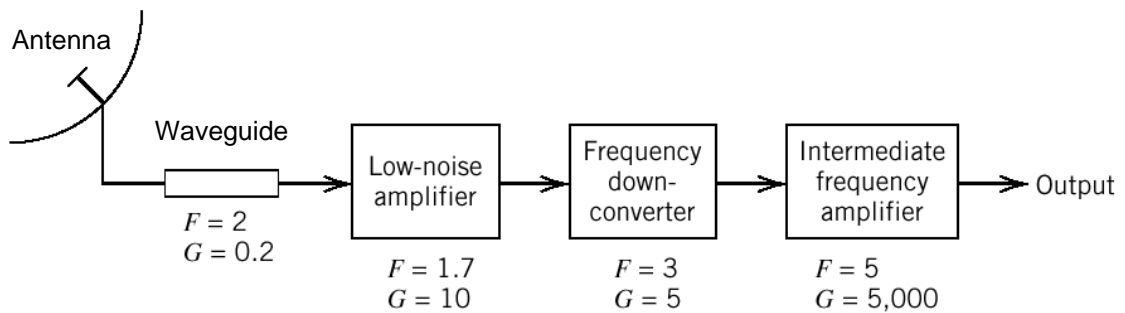 Antenna
Waveguide
F = 2
G = 0.2
Low-noise
amplifier
F = 1.7
G = 10
Frequency
down-
converter
F = 3
G = 5
Intermediate
frequency
amplifier
F = 5
G = 5,000
Output